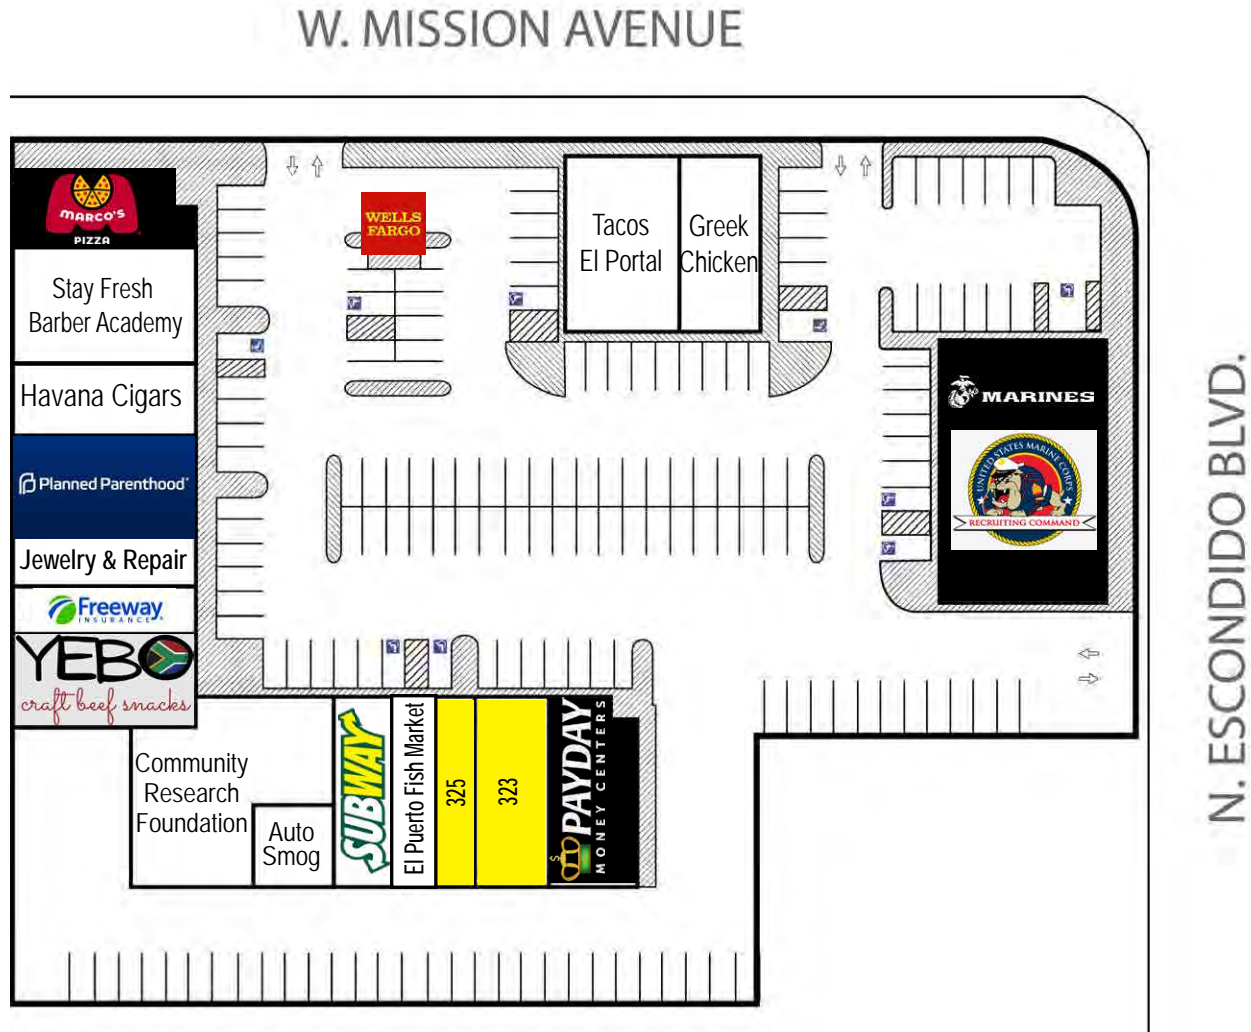 W. MISSION AVENUE
MARCO'S
PIZZA
WELLS
FARGO
Tacos
El Portal
Greek
Chicken
Stay Fresh
Barber Academy
Havana Cigars
MARINES
UNITED STATES MARINE CORPS
RECRUITING COMMAND
Planned Parenthood
Jewelry & Repair
Freeway
INSURANCE
YEBO
craft beef snacks
N. ESCONDIDO BLVD.
Community
Research
Foundation
Auto
Smog
SUBWAY
El Puerto Fish Market
325
323
$
PAYDAY
MONEY CENTERS